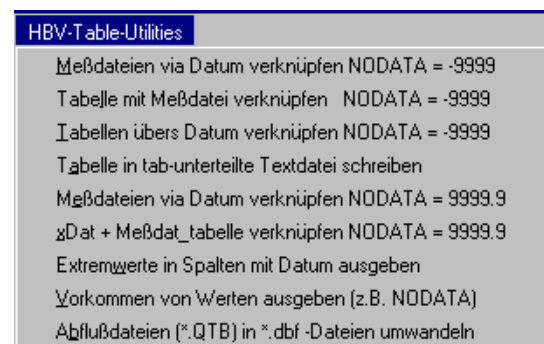 HBV-Table-Utilities
Meßdateien via Datum verknüpfen NODATA = -9999
Tabelle mit Meßdatei verknüpfen NODATA = -9999
Tabellen übers Datum verknüpfen NODATA = -9999
Tabelle in tab-unterteilte Textdatei schreiben
Meßdateien via Datum verknüpfen NODATA = 9999.9
xDat + Meßdat_tabelle verknüpfen NODATA = 9999.9
Extremwerte in Spalten mit Datum ausgeben
Vorkommen von Werten ausgeben (z.B. NODATA)
Abflußdateien (*.QTB) in *.dbf -Dateien umwandeln